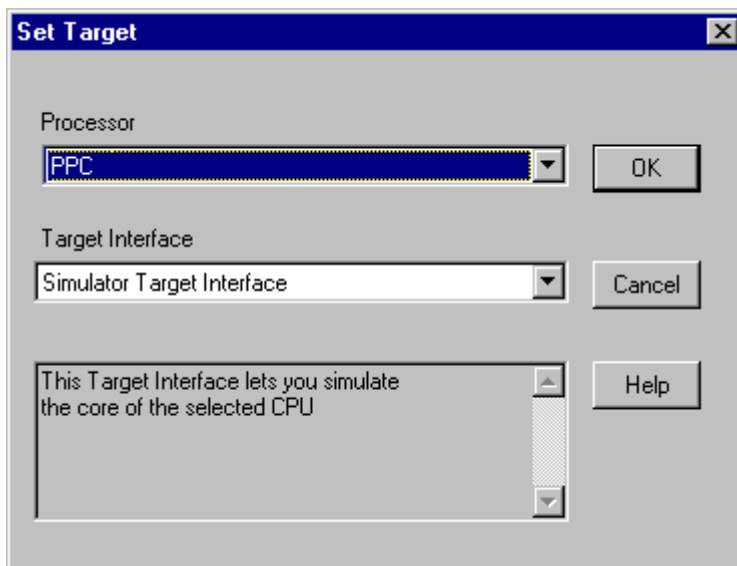 Set Target
Processor
PPC
OK
Target Interface
Simulator Target Interface
Cancel
This Target Interface lets you simulate
the core of the selected CPU
Help